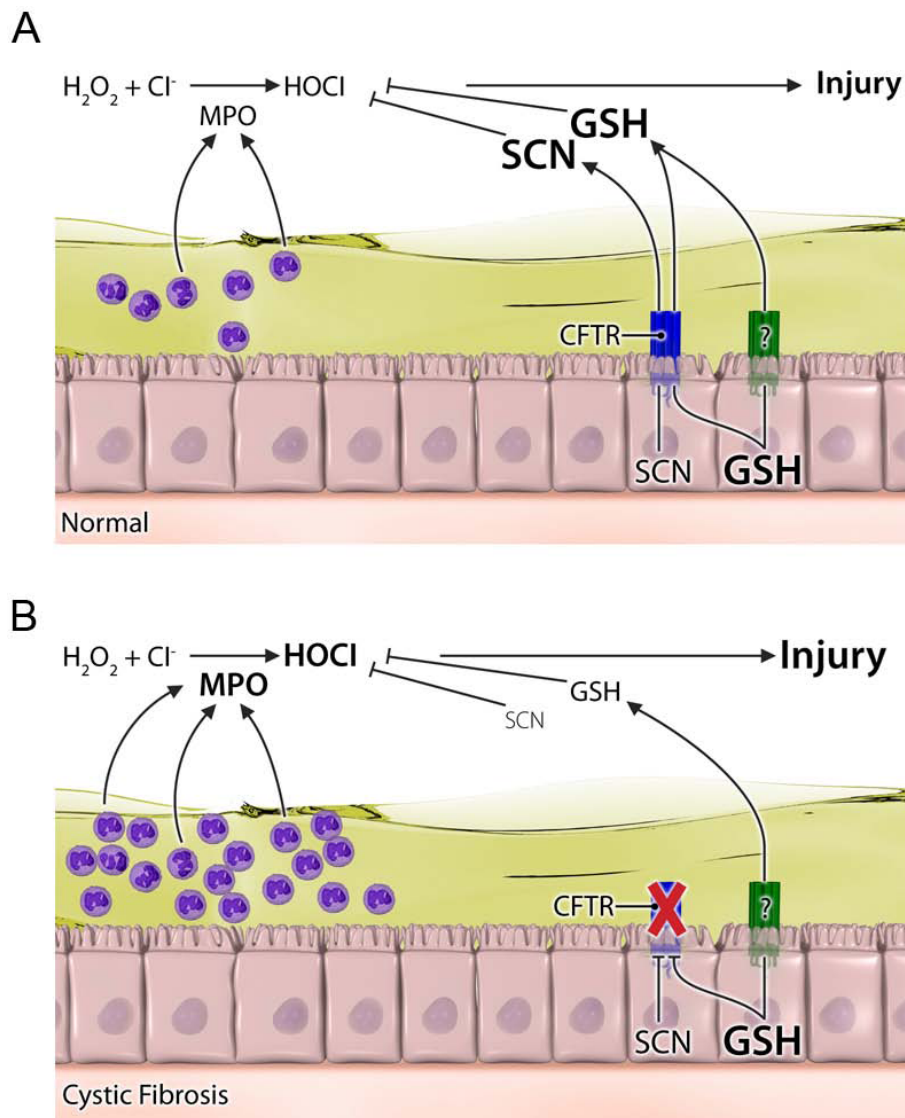 A
H₂O₂ + Cl⁻ HOCl Injury
MPO
GSH
SCN
CFTR ?
SCN GSH
Normal
B
H₂O₂ + Cl⁻ HOCl Injury
MPO
GSH
SCN
CFTR ?
SCN GSH
Cystic Fibrosis